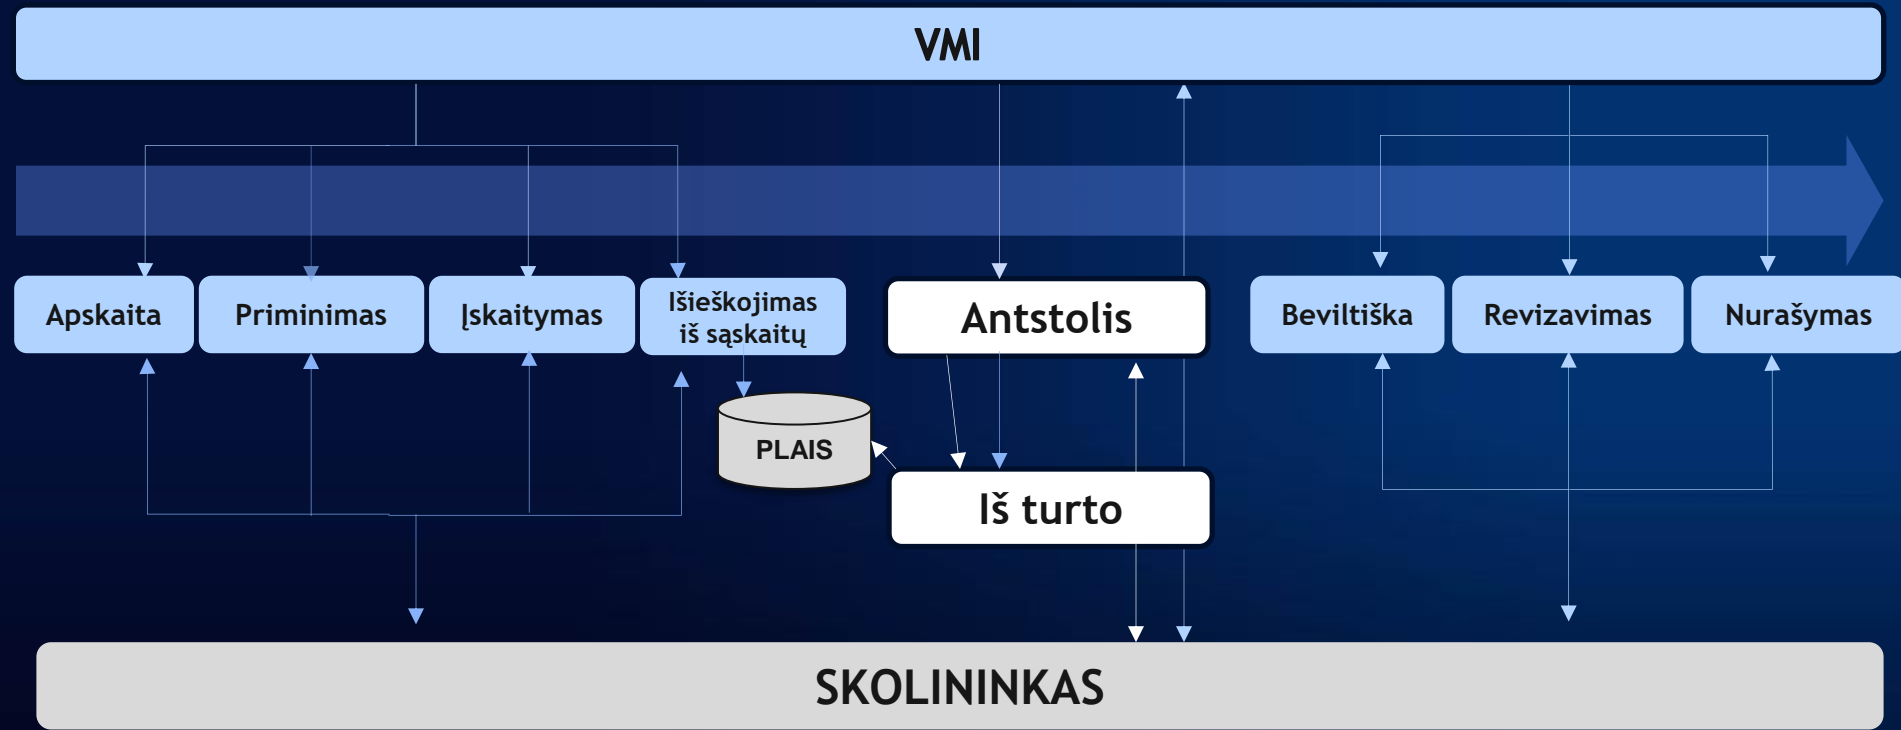 VMI
Apskaita
Priminimas
Įskaitymas
Išieškojimas
iš sąskaitų
Antstolis
Beviltiška
Revizavimas
Nurašymas
PLAIS
Iš turto
SKOLININKAS